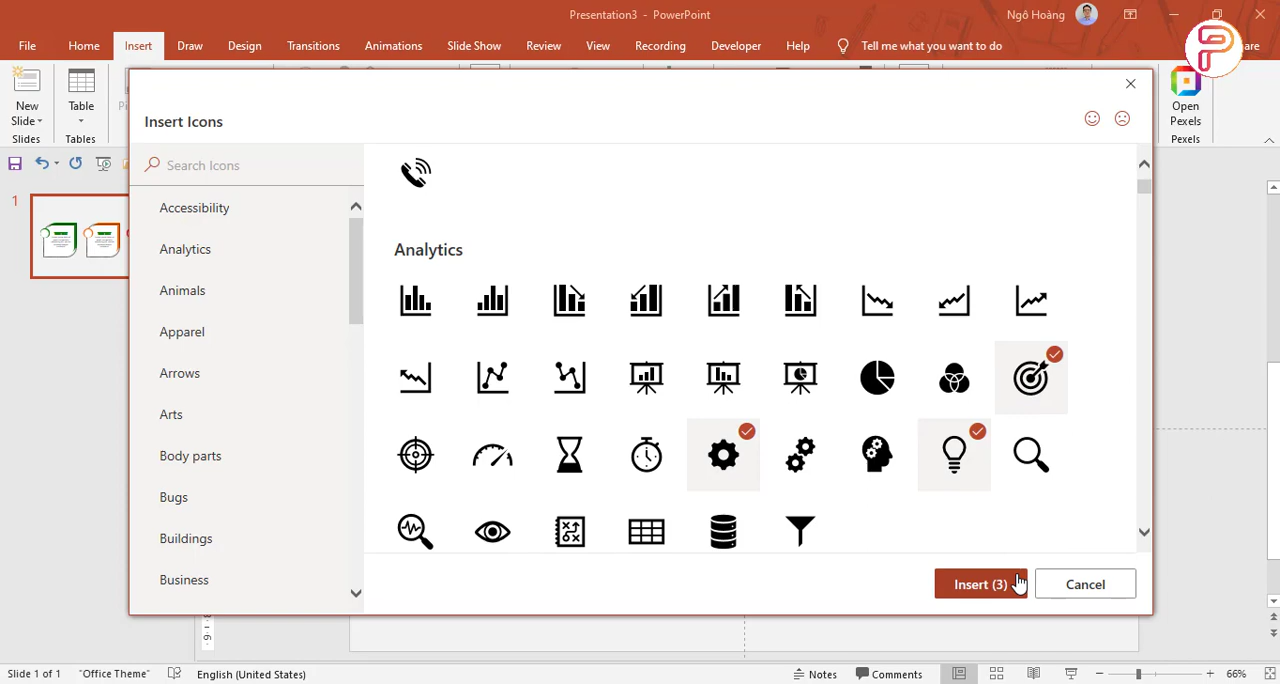 Presentation3 - PowerPoint
Ngô Hoàng
File Home Insert Draw Design Transitions Animations Slide Show Review View Recording Developer Help Tell me what you want to do
New Slide
Slides
Table
Tables
Open Pexels
Pexels
Insert Icons
Search Icons
Accessibility
Analytics
Animals
Apparel
Arrows
Arts
Body parts
Bugs
Buildings
Business
Analytics
Insert (3)
Cancel
1
Slide 1 of 1 "Office Theme" English (United States) Notes Comments 66%